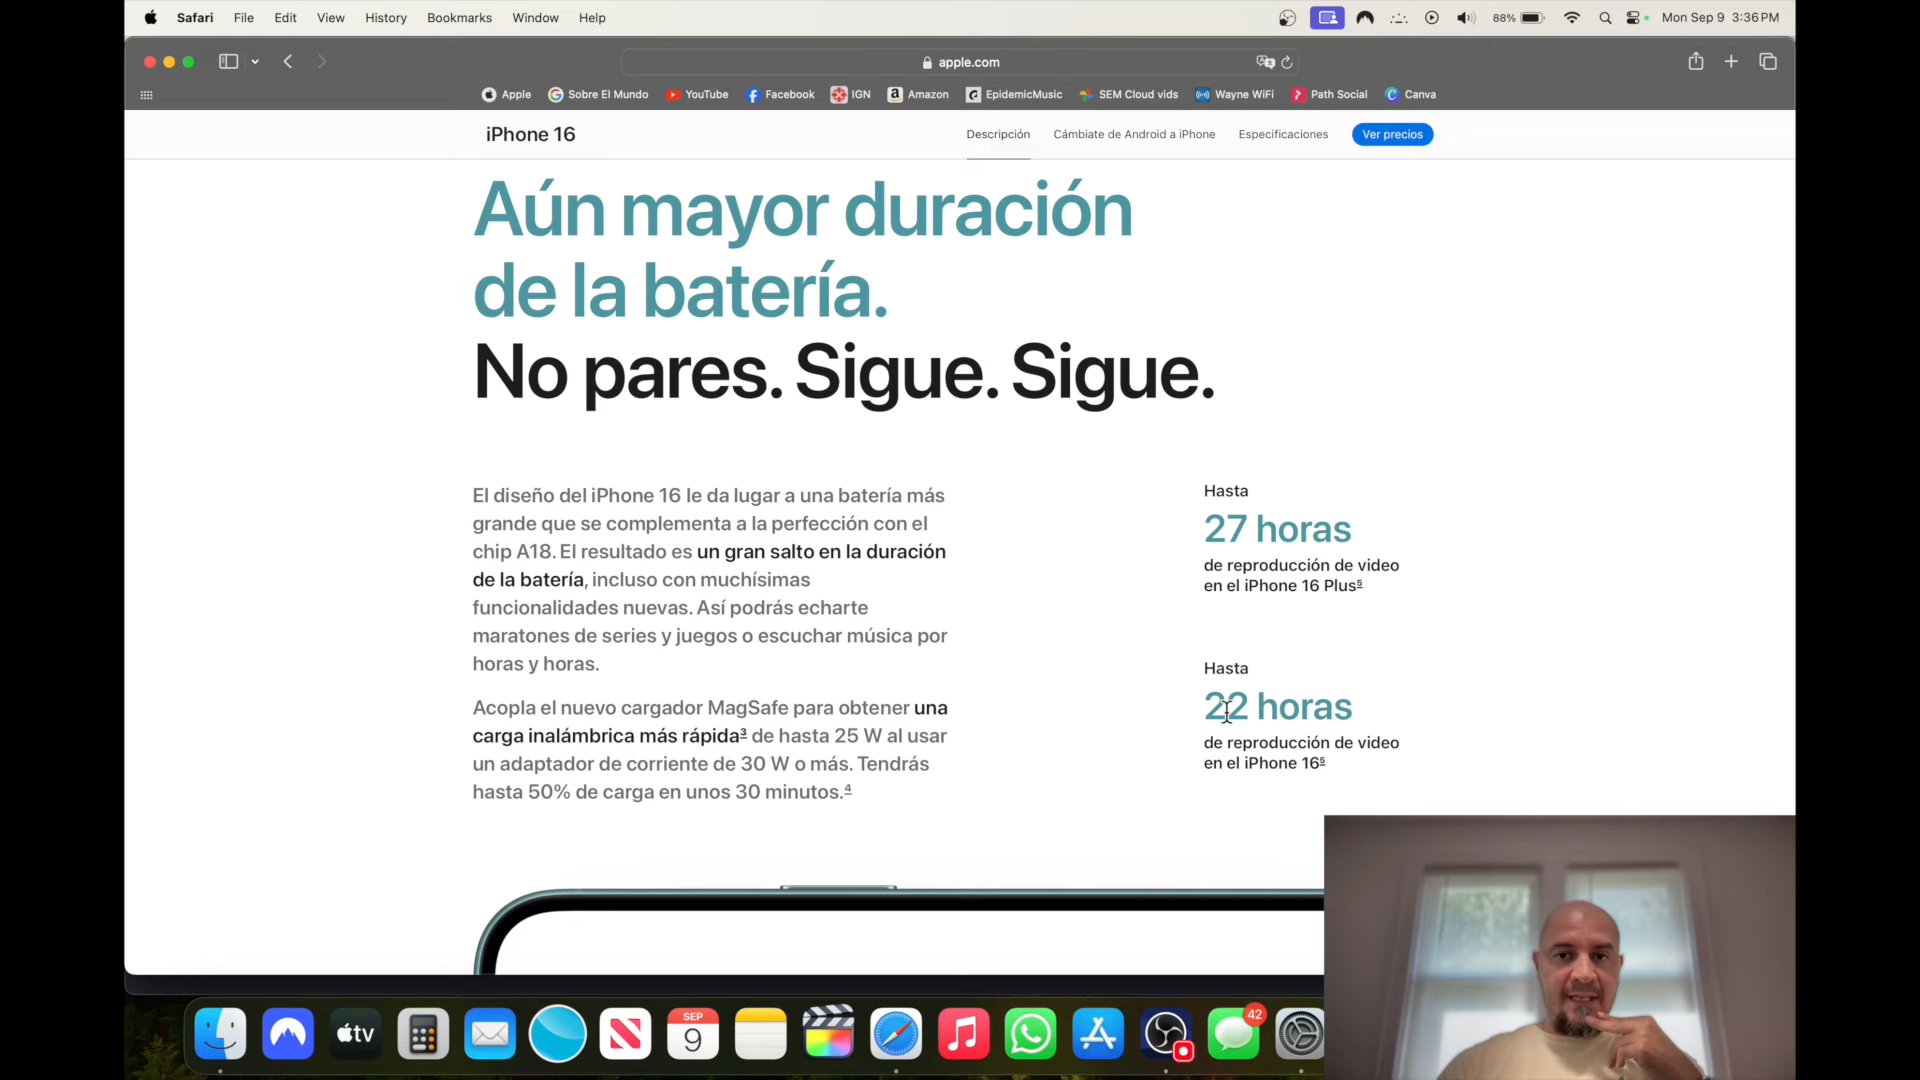 Safari File Edit View History Bookmarks Window Help 88% Mon Sep 9 3:36 PM
apple.com
Apple Sobre El Mundo YouTube Facebook IGN Amazon EpidemicMusic SEM Cloud vids Wayne WiFi Path Social Canva
iPhone 16 Descripción Cámbiate de Android a iPhone Especificaciones Ver precios
Aún mayor duración
de la batería.
No pares. Sigue. Sigue.
El diseño del iPhone 16 le da lugar a una batería más
grande que se complementa a la perfección con el
chip A18. El resultado es un gran salto en la duración
de la batería, incluso con muchísimas
funcionalidades nuevas. Así podrás echarte
maratones de series y juegos o escuchar música por
horas y horas.
Acopla el nuevo cargador MagSafe para obtener una
carga inalámbrica más rápida³ de hasta 25 W al usar
un adaptador de corriente de 30 W o más. Tendrás
hasta 50% de carga en unos 30 minutos.⁴
Hasta
27 horas
de reproducción de video
en el iPhone 16 Plus⁵
Hasta
22 horas
de reproducción de video
en el iPhone 16⁵
tv
SEP
9
42